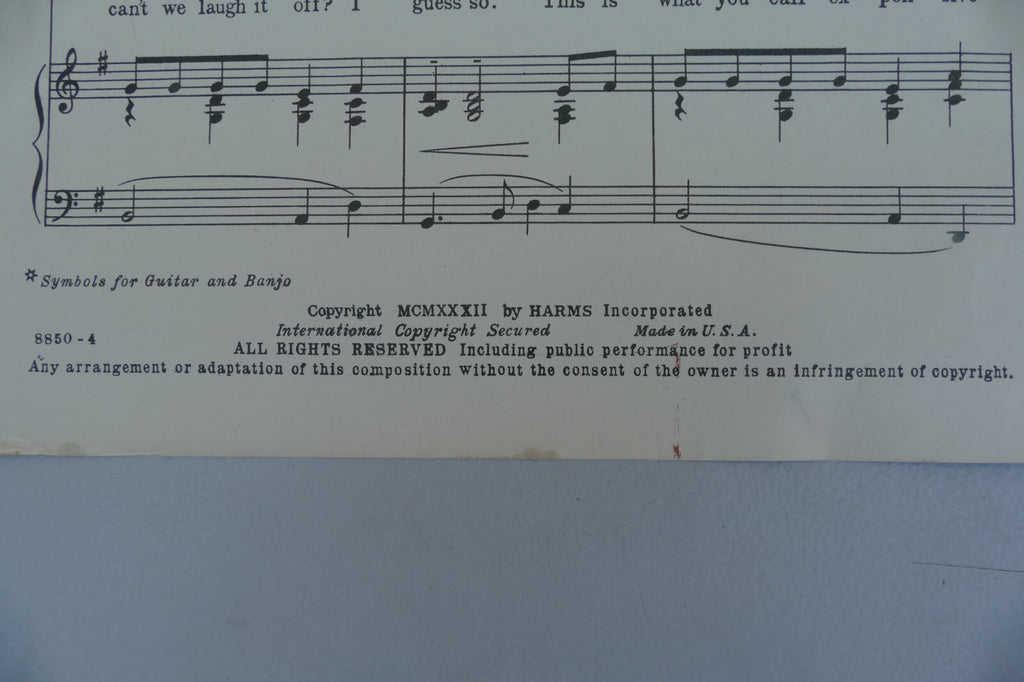 can't we laugh it off? I guess so. This is what you call ex - pen - sive
*Symbols for Guitar and Banjo
Copyright MCMXXXII by HARMS Incorporated
International Copyright Secured Made in U. S. A.
8850 - 4
ALL RIGHTS RESERVED Including public performance for profit
Any arrangement or adaptation of this composition without the consent of the owner is an infringement of copyright.